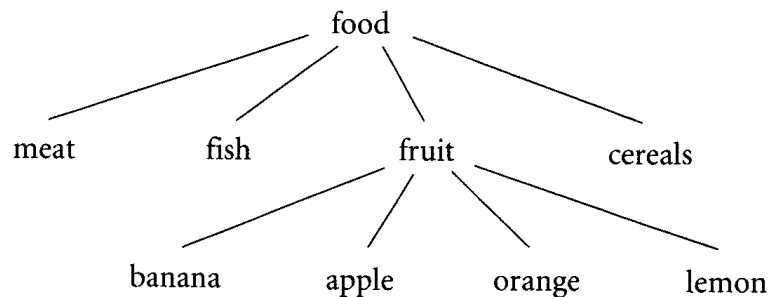 food
meat fish fruit cereals
banana apple orange lemon